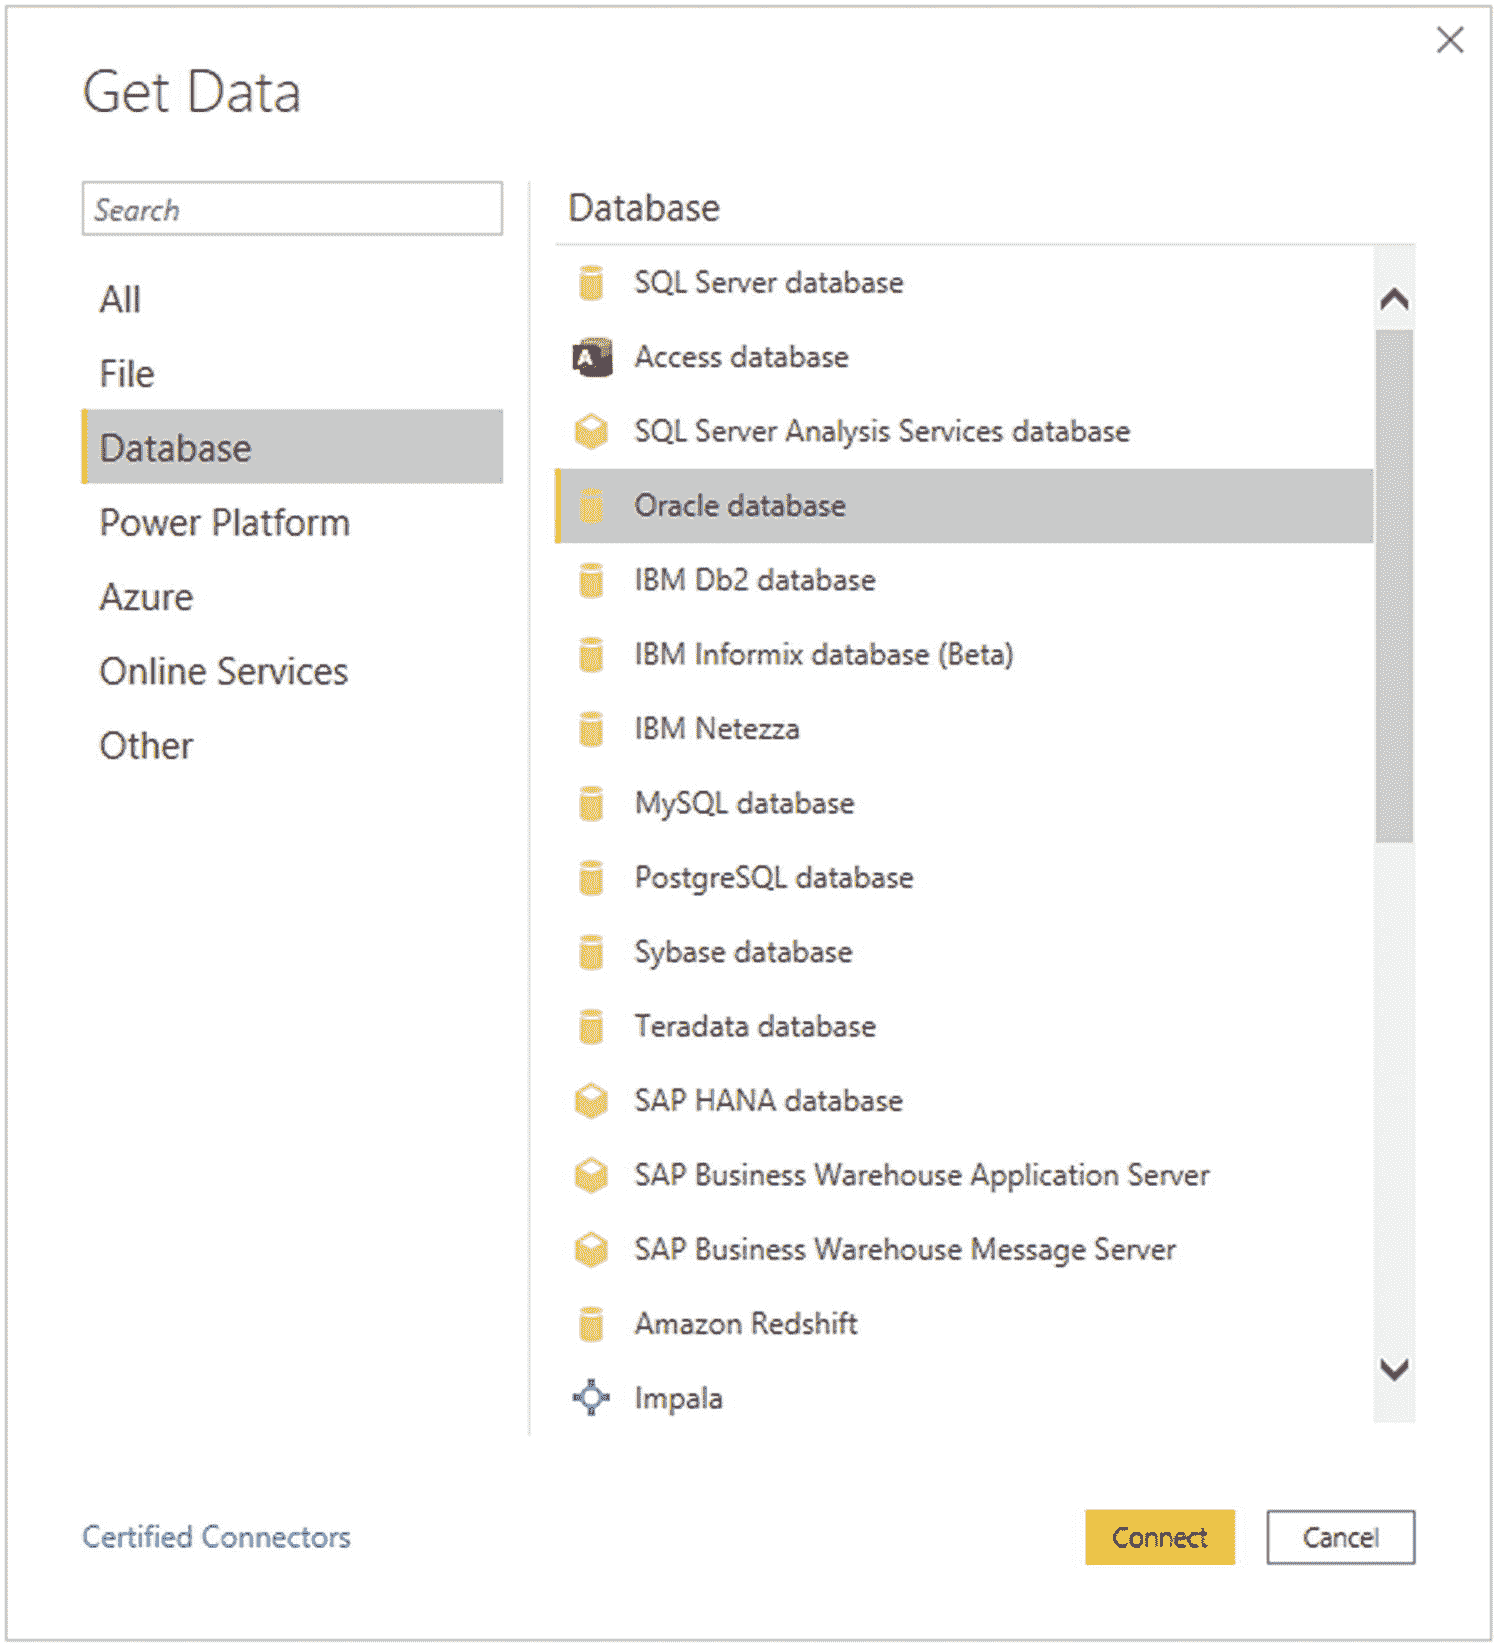 Get Data
Search
All
File
Database
Power Platform
Azure
Online Services
Other
Database
SQL Server database
A
Access database
SQL Server Analysis Services database
Oracle database
IBM Db2 database
IBM Informix database (Beta)
IBM Netezza
MySQL database
PostgreSQL database
Sybase database
Teradata database
SAP HANA database
SAP Business Warehouse Application Server
SAP Business Warehouse Message Server
Amazon Redshift
Impala
Certified Connectors
Connect
Cancel